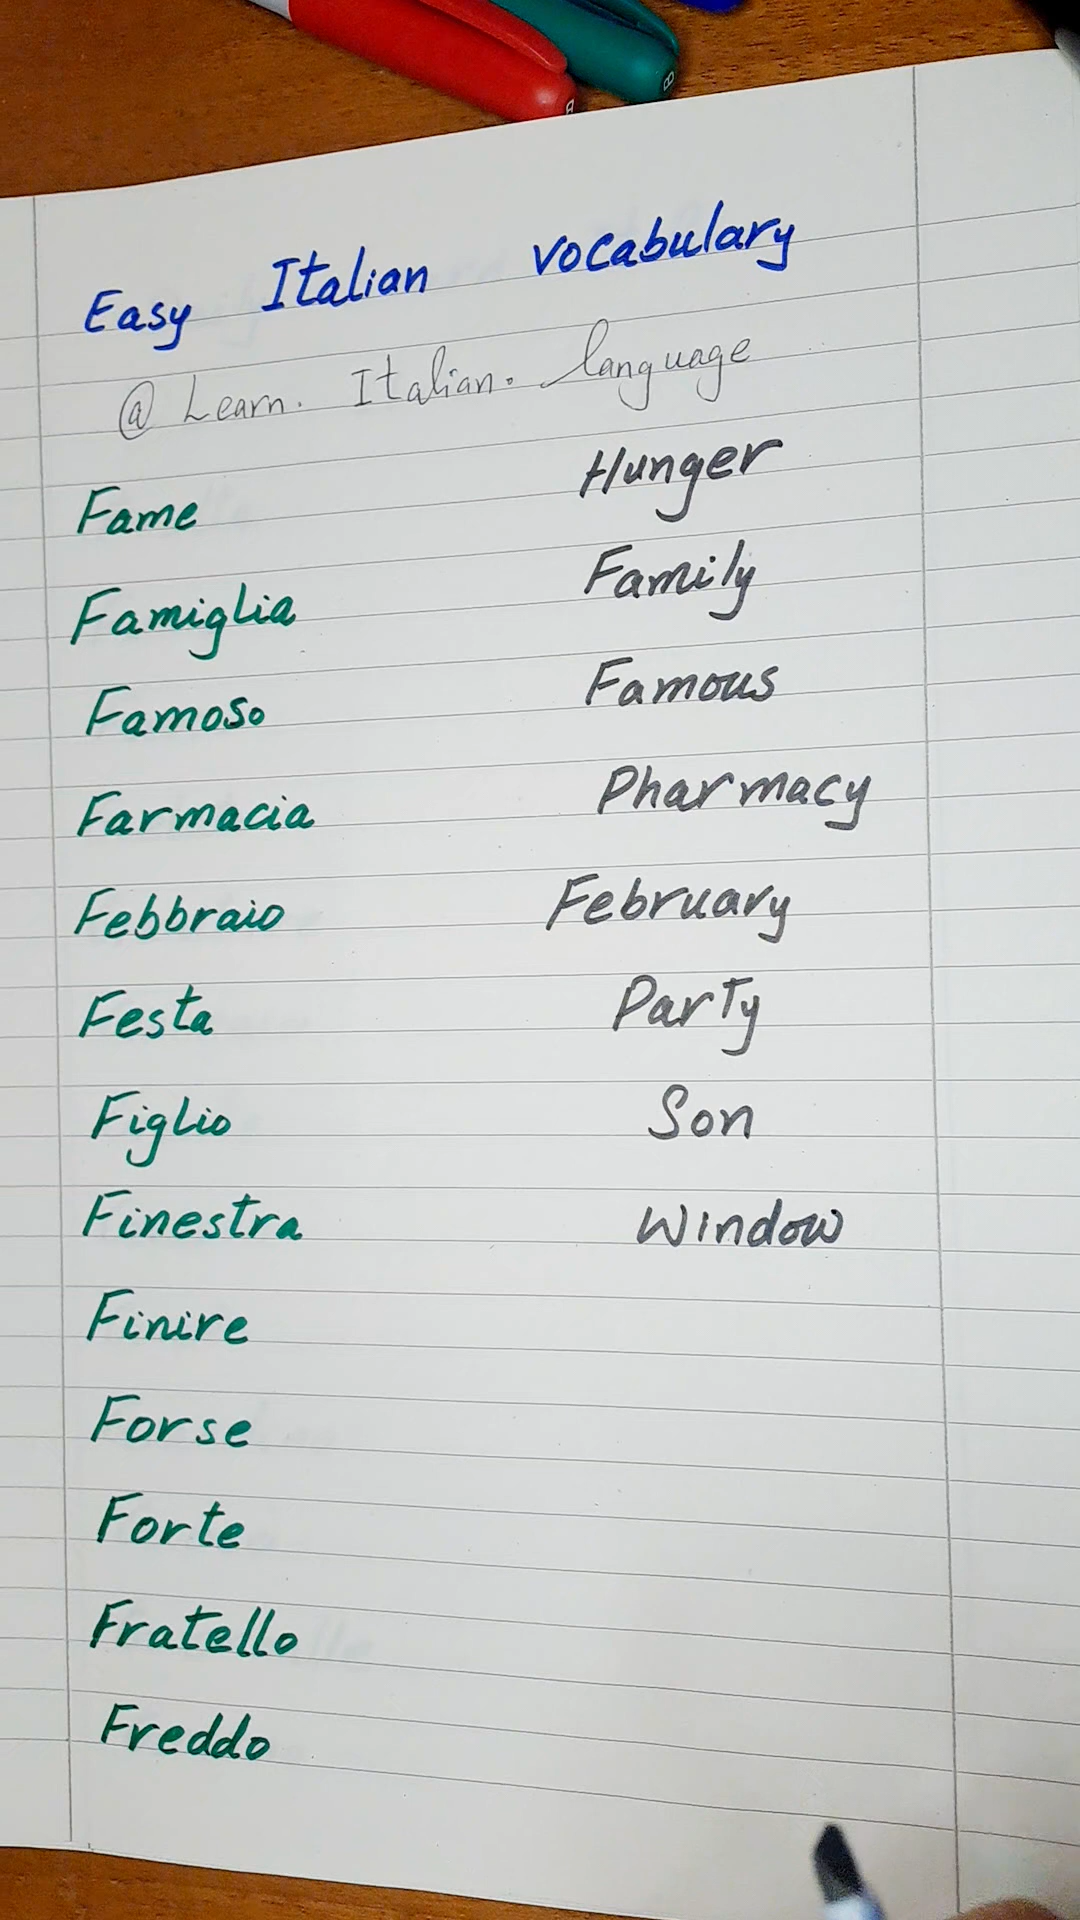 Easy Italian vocabulary
@ Learn. Italian. language
Fame Hunger
Famiglia Family
Famoso Famous
Farmacia Pharmacy
Febbraio February
Festa Party
Figlio Son
Finestra Window
Finire
Forse
Forte
Fratello
Freddo